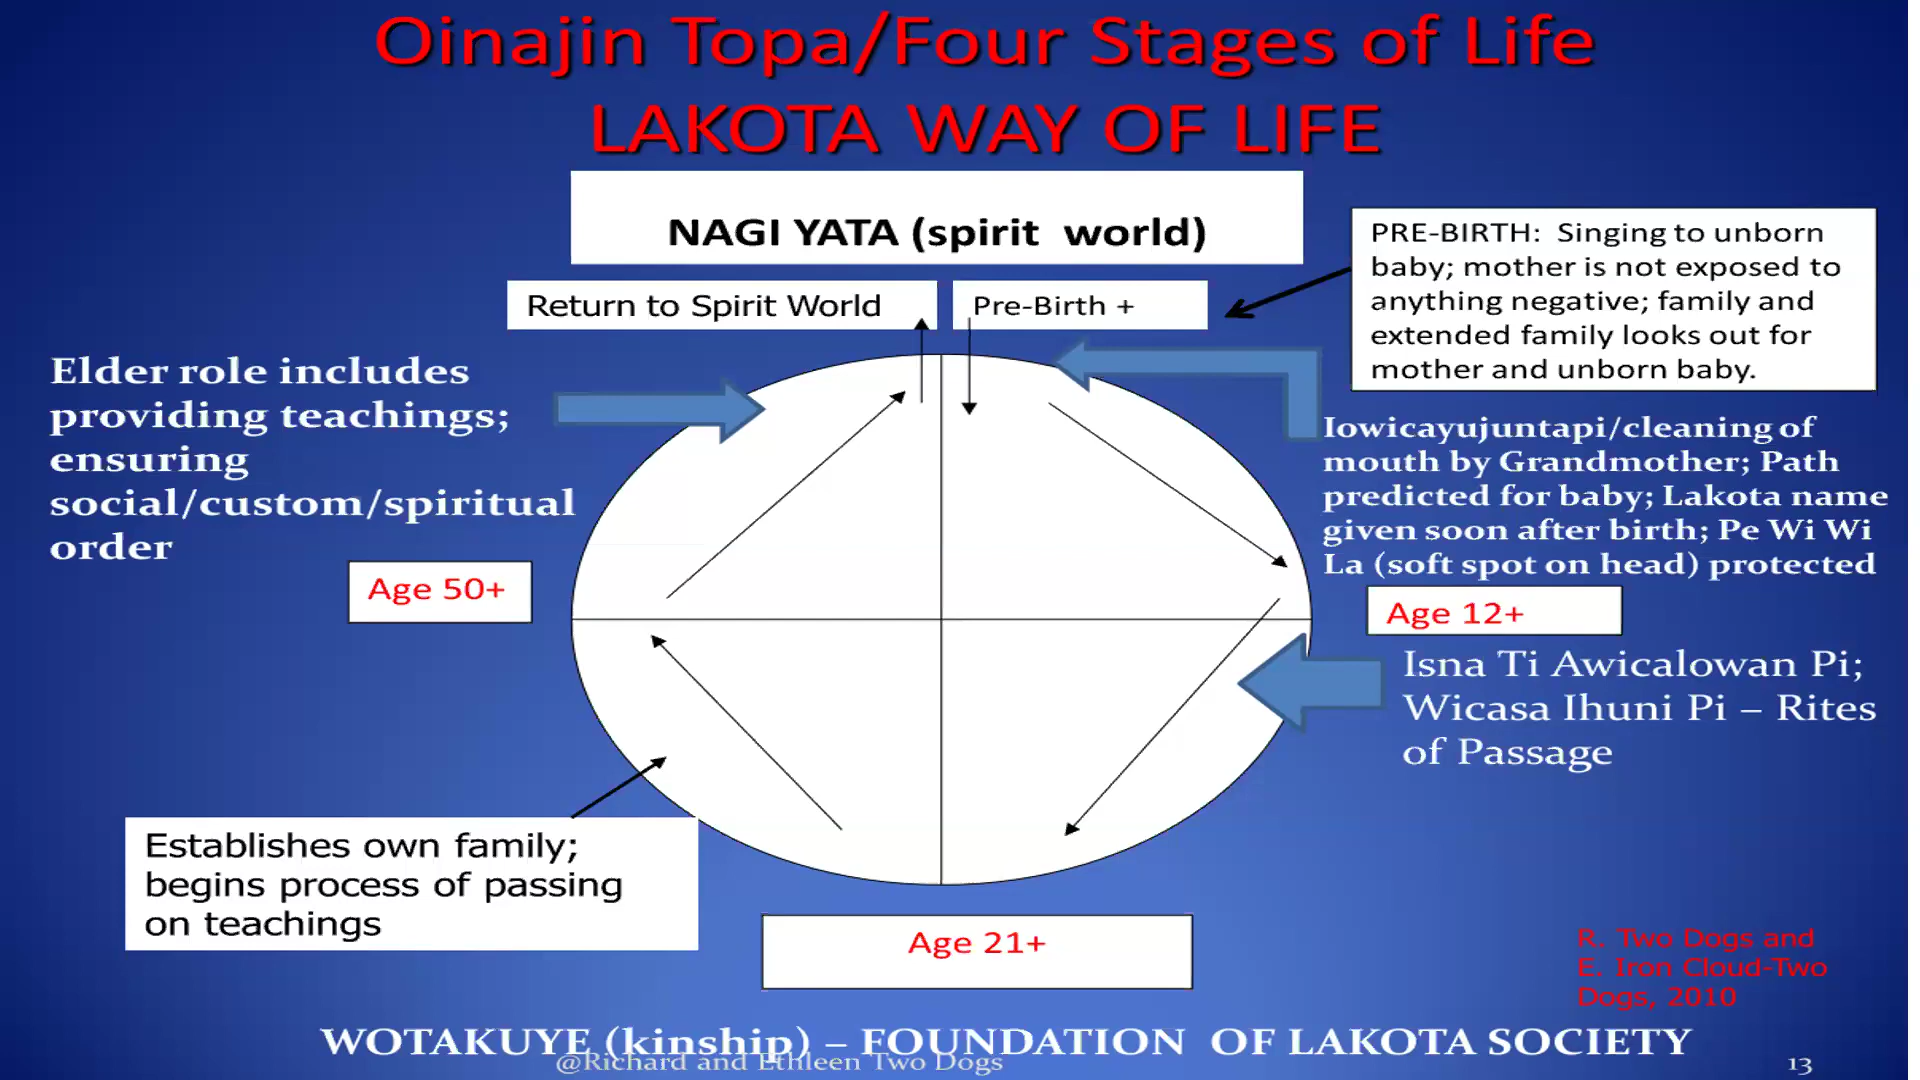 Oinajin Topa/Four Stages of Life
LAKOTA WAY OF LIFE
NAGI YATA (spirit world)
Return to Spirit World
Pre-Birth +
PRE-BIRTH: Singing to unborn
baby; mother is not exposed to
anything negative; family and
extended family looks out for
mother and unborn baby.
Elder role includes
providing teachings;
ensuring
social/custom/spiritual
order
Iowicayujuntapi/cleaning of
mouth by Grandmother; Path
predicted for baby; Lakota name
given soon after birth; Pe Wi Wi
La (soft spot on head) protected
Age 50+
Age 12+
Isna Ti Awicalowan Pi;
Wicasa Ihuni Pi – Rites
of Passage
Establishes own family;
begins process of passing
on teachings
Age 21+
R. Two Dogs and
E. Iron Cloud-Two
Dogs, 2010
WOTAKUYE (kinship) – FOUNDATION OF LAKOTA SOCIETY
@Richard and Ethleen Two Dogs
13